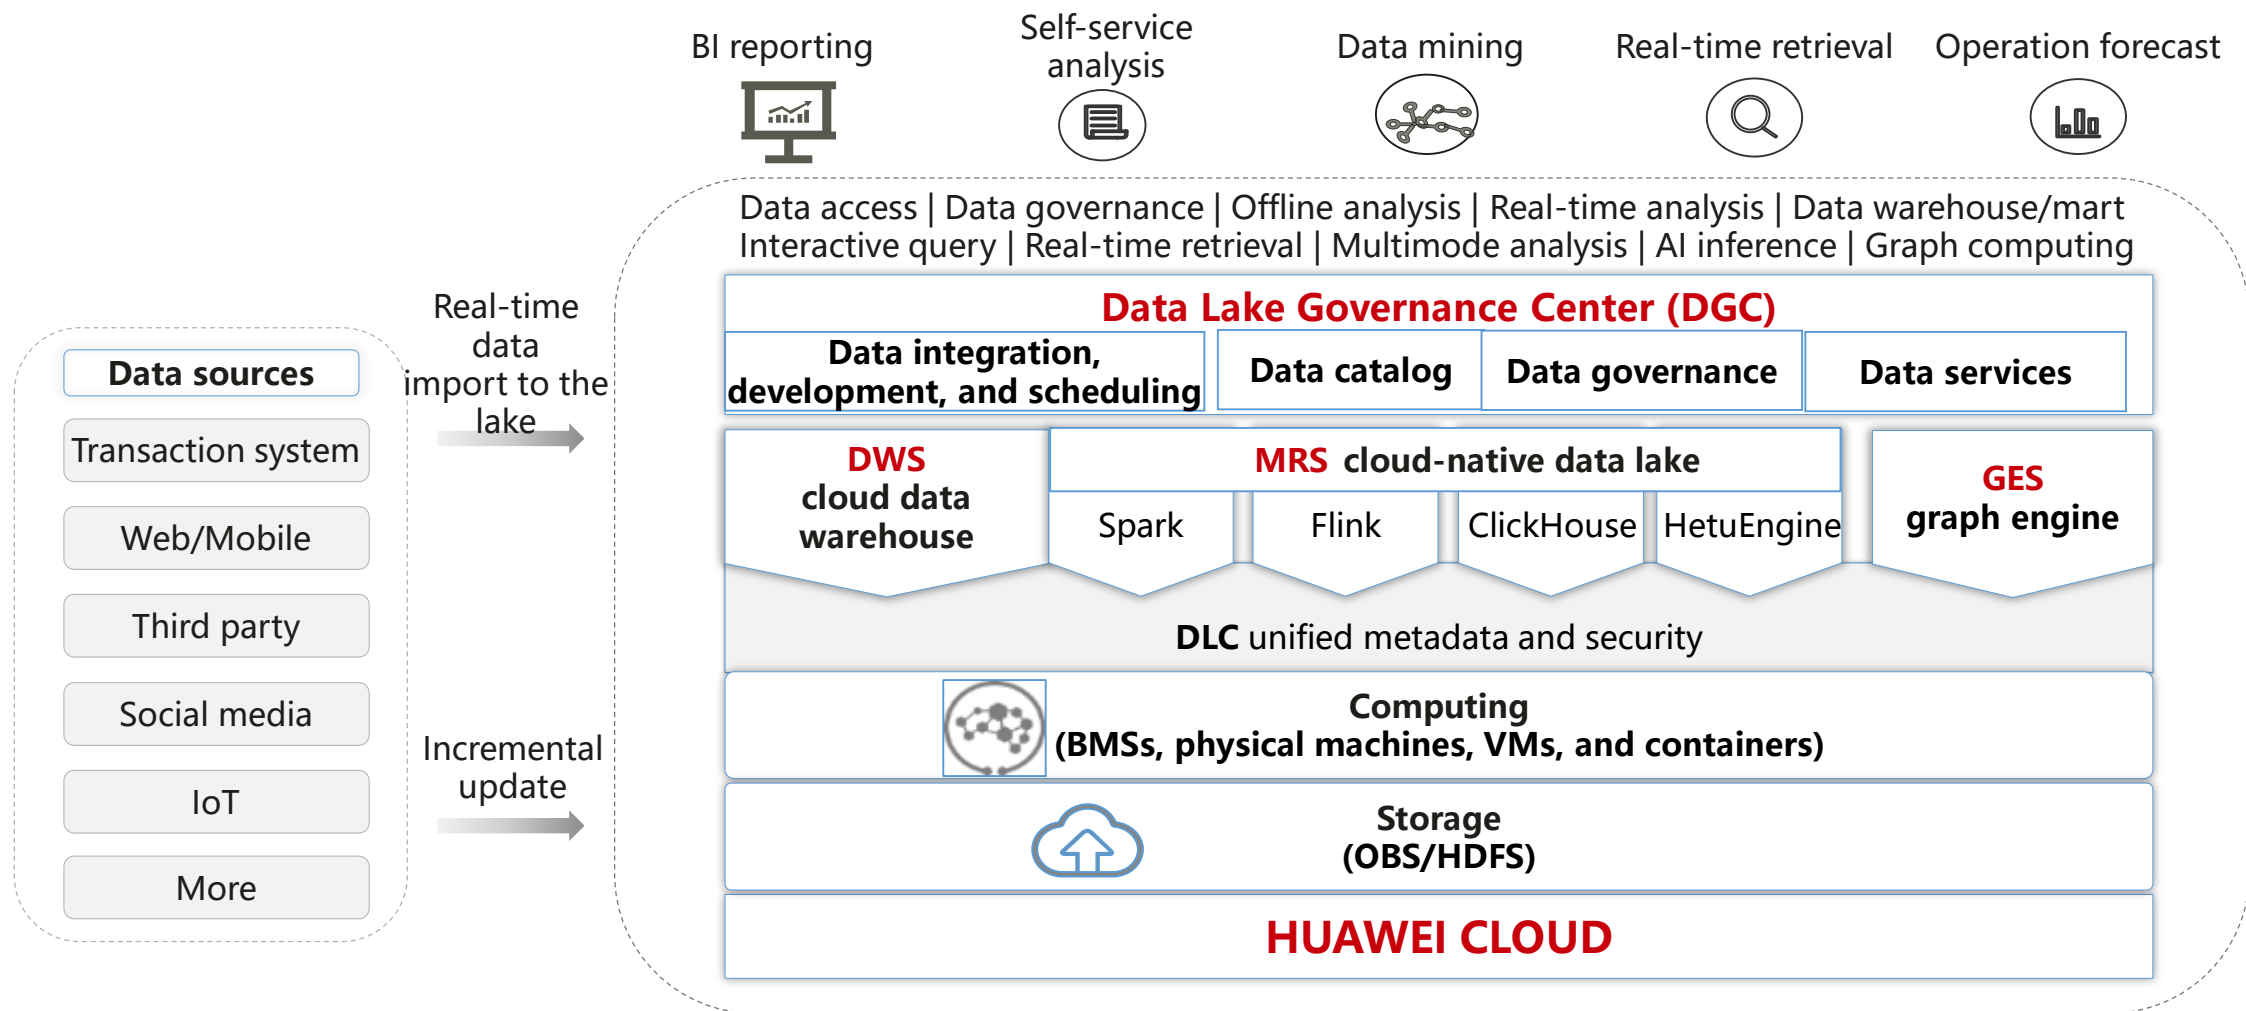 BI reporting
Self-service
analysis
Data mining
Real-time retrieval
Operation forecast
Data access | Data governance | Offline analysis | Real-time analysis | Data warehouse/mart
Interactive query | Real-time retrieval | Multimode analysis | AI inference | Graph computing
Data sources
Transaction system
Web/Mobile
Third party
Social media
IoT
More
Real-time
data
import to the
lake
Incremental
update
Data Lake Governance Center (DGC)
Data integration,
development, and scheduling
Data catalog
Data governance
Data services
DWS
cloud data
warehouse
MRS cloud-native data lake
Spark
Flink
ClickHouse
HetuEngine
GES
graph engine
DLC unified metadata and security
Computing
(BMSs, physical machines, VMs, and containers)
Storage
(OBS/HDFS)
HUAWEI CLOUD